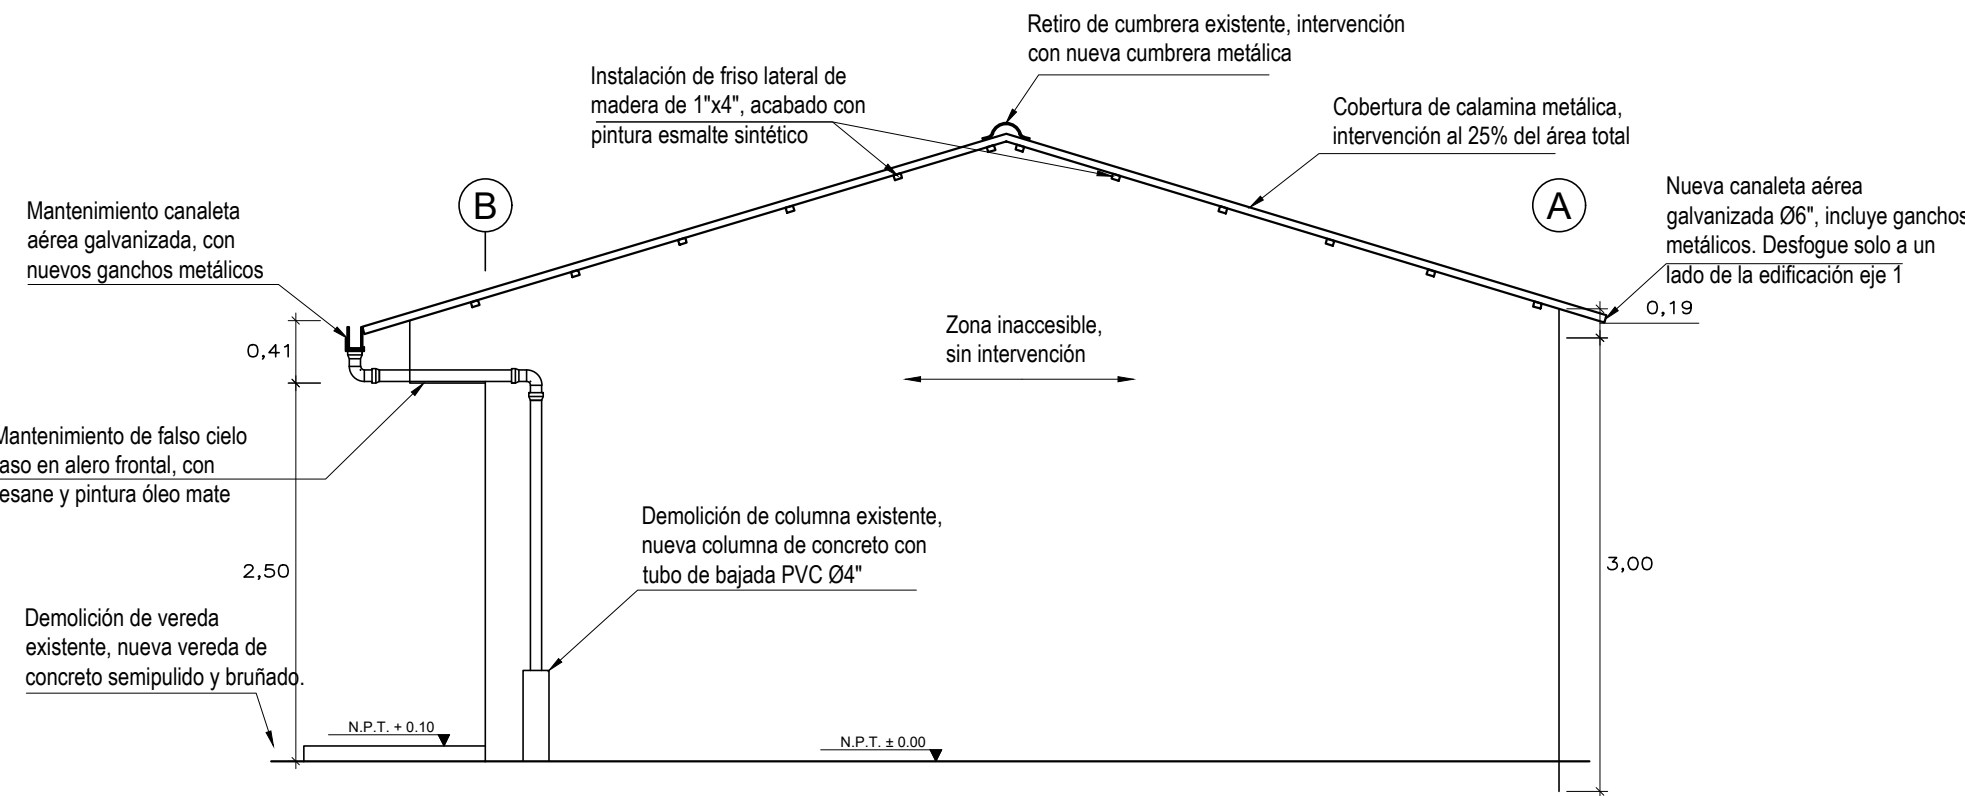 Retiro de cumbrera existente, intervención
con nueva cumbrera metálica
Instalación de friso lateral de
madera de 1"x4", acabado con
pintura esmalte sintético
Cobertura de calamina metálica,
intervención al 25% del área total
Mantenimiento canaleta
aérea galvanizada, con
nuevos ganchos metálicos
B
A
Nueva canaleta aérea
galvanizada Ø6", incluye ganchos
metálicos. Desfogue solo a un
lado de la edificación eje 1
0,19
Zona inaccesible,
sin intervención
0,41
Mantenimiento de falso cielo
aso en alero frontal, con
esane y pintura óleo mate
Demolición de columna existente,
nueva columna de concreto con
tubo de bajada PVC Ø4"
2,50
3,00
Demolición de vereda
existente, nueva vereda de
concreto semipulido y bruñado.
N.P.T. + 0.10
N.P.T. ± 0.00